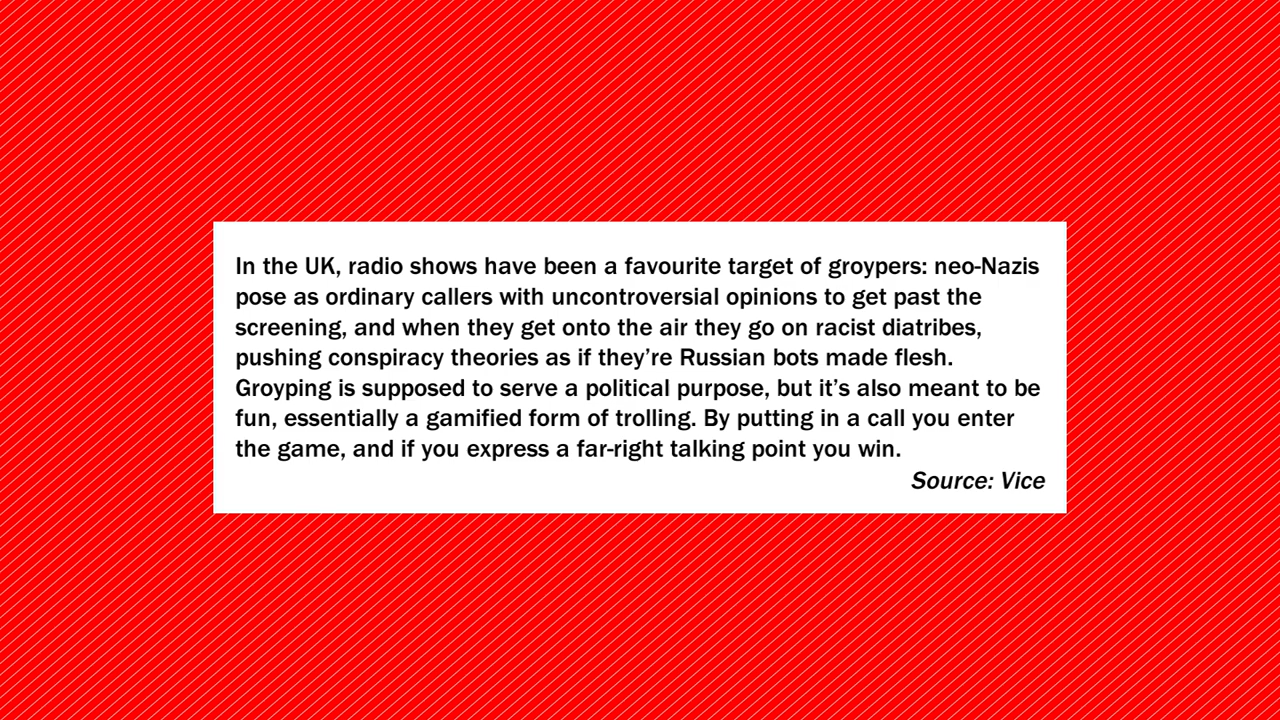 In the UK, radio shows have been a favourite target of groypers: neo-Nazis
pose as ordinary callers with uncontroversial opinions to get past the
screening, and when they get onto the air they go on racist diatribes,
pushing conspiracy theories as if they’re Russian bots made flesh.
Groyping is supposed to serve a political purpose, but it’s also meant to be
fun, essentially a gamified form of trolling. By putting in a call you enter
the game, and if you express a far-right talking point you win.
Source: Vice